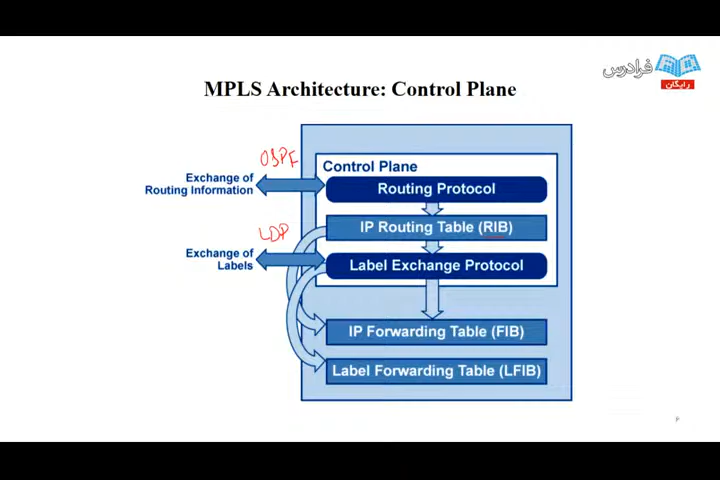 فرادرس
رایگان
MPLS Architecture: Control Plane
OSPF
Control Plane
Exchange of
Routing Information
Routing Protocol
IP Routing Table (RIB)
LDP
Exchange of
Labels
Label Exchange Protocol
IP Forwarding Table (FIB)
Label Forwarding Table (LFIB)